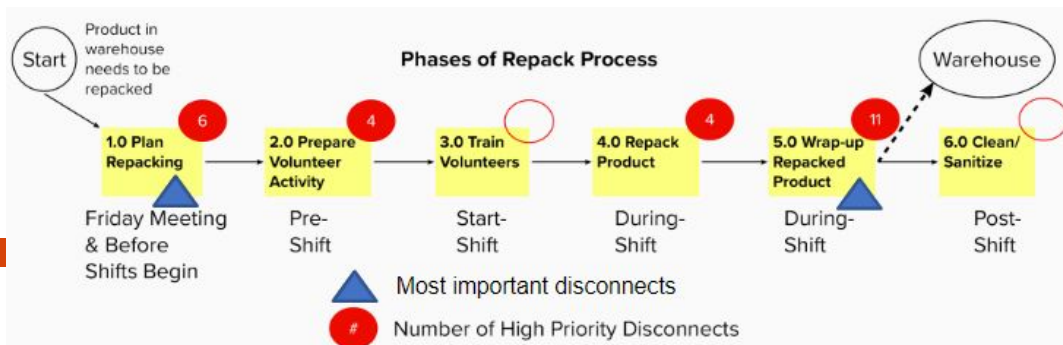 Start
Product in
warehouse
needs to be
repacked
Phases of Repack Process
Warehouse
6
4
4
11
1.0 Plan
Repacking
2.0 Prepare
Volunteer
Activity
3.0 Train
Volunteers
4.0 Repack
Product
5.0 Wrap-up
Repacked
Product
6.0 Clean/
Sanitize
Friday Meeting
& Before
Shifts Begin
Pre-
Shift
Start-
Shift
During-
Shift
During-
Shift
Post-
Shift
Most important disconnects
# Number of High Priority Disconnects